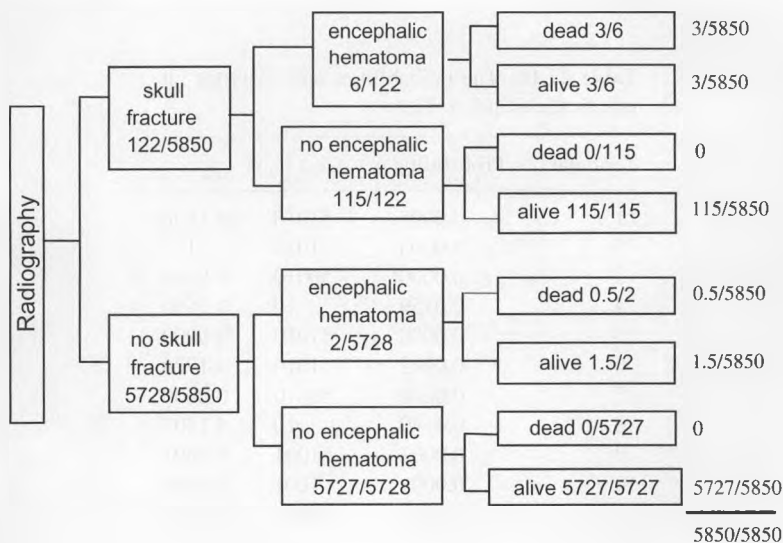 Radiography
skull
fracture
122/5850
no skull
fracture
5728/5850
encephalic
hematoma
6/122
no encephalic
hematoma
115/122
encephalic
hematoma
2/5728
no encephalic
hematoma
5727/5728
dead 3/6
3/5850
alive 3/6
3/5850
dead 0/115
0
alive 115/115
115/5850
dead 0.5/2
0.5/5850
alive 1.5/2
1.5/5850
dead 0/5727
0
alive 5727/5727
5727/5850
5850/5850